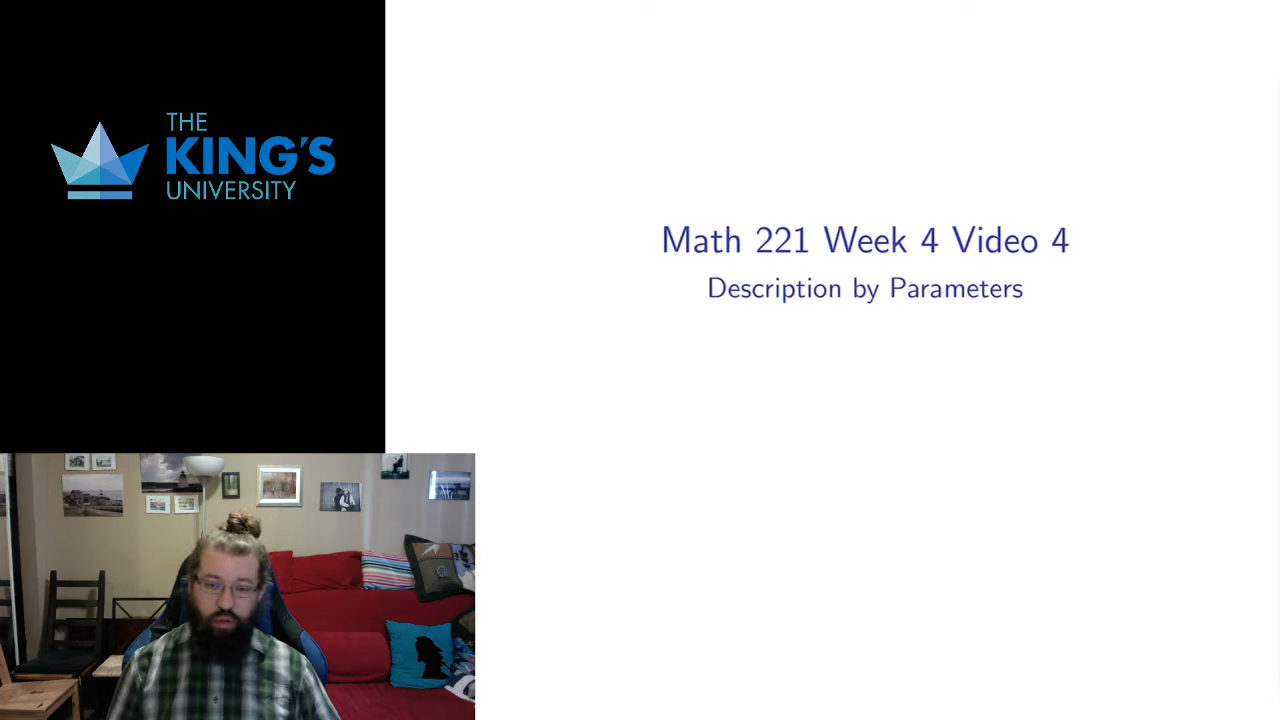 THE
KING'S
UNIVERSITY
Math 221 Week 4 Video 4
Description by Parameters